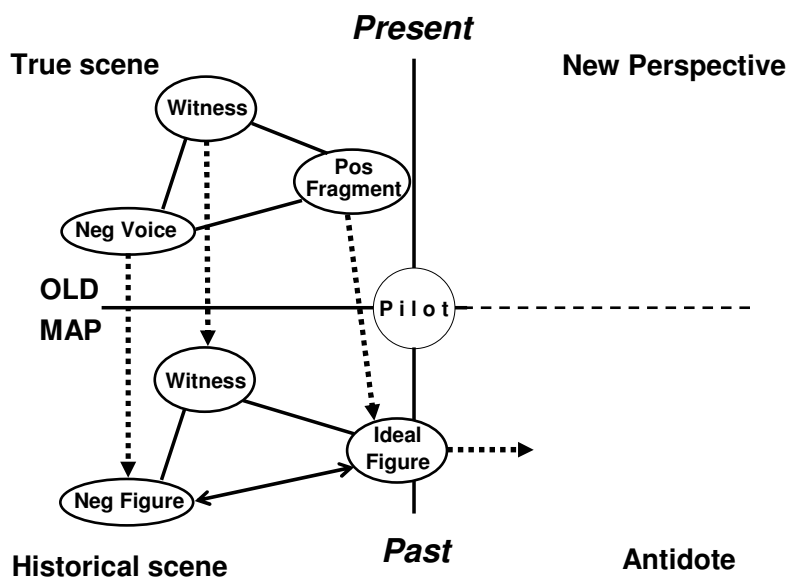 Present
True scene
New Perspective
Witness
Pos
Fragment
Neg Voice
OLD
Pilot
MAP
Witness
Ideal
Figure
Neg Figure
Past
Historical scene
Antidote